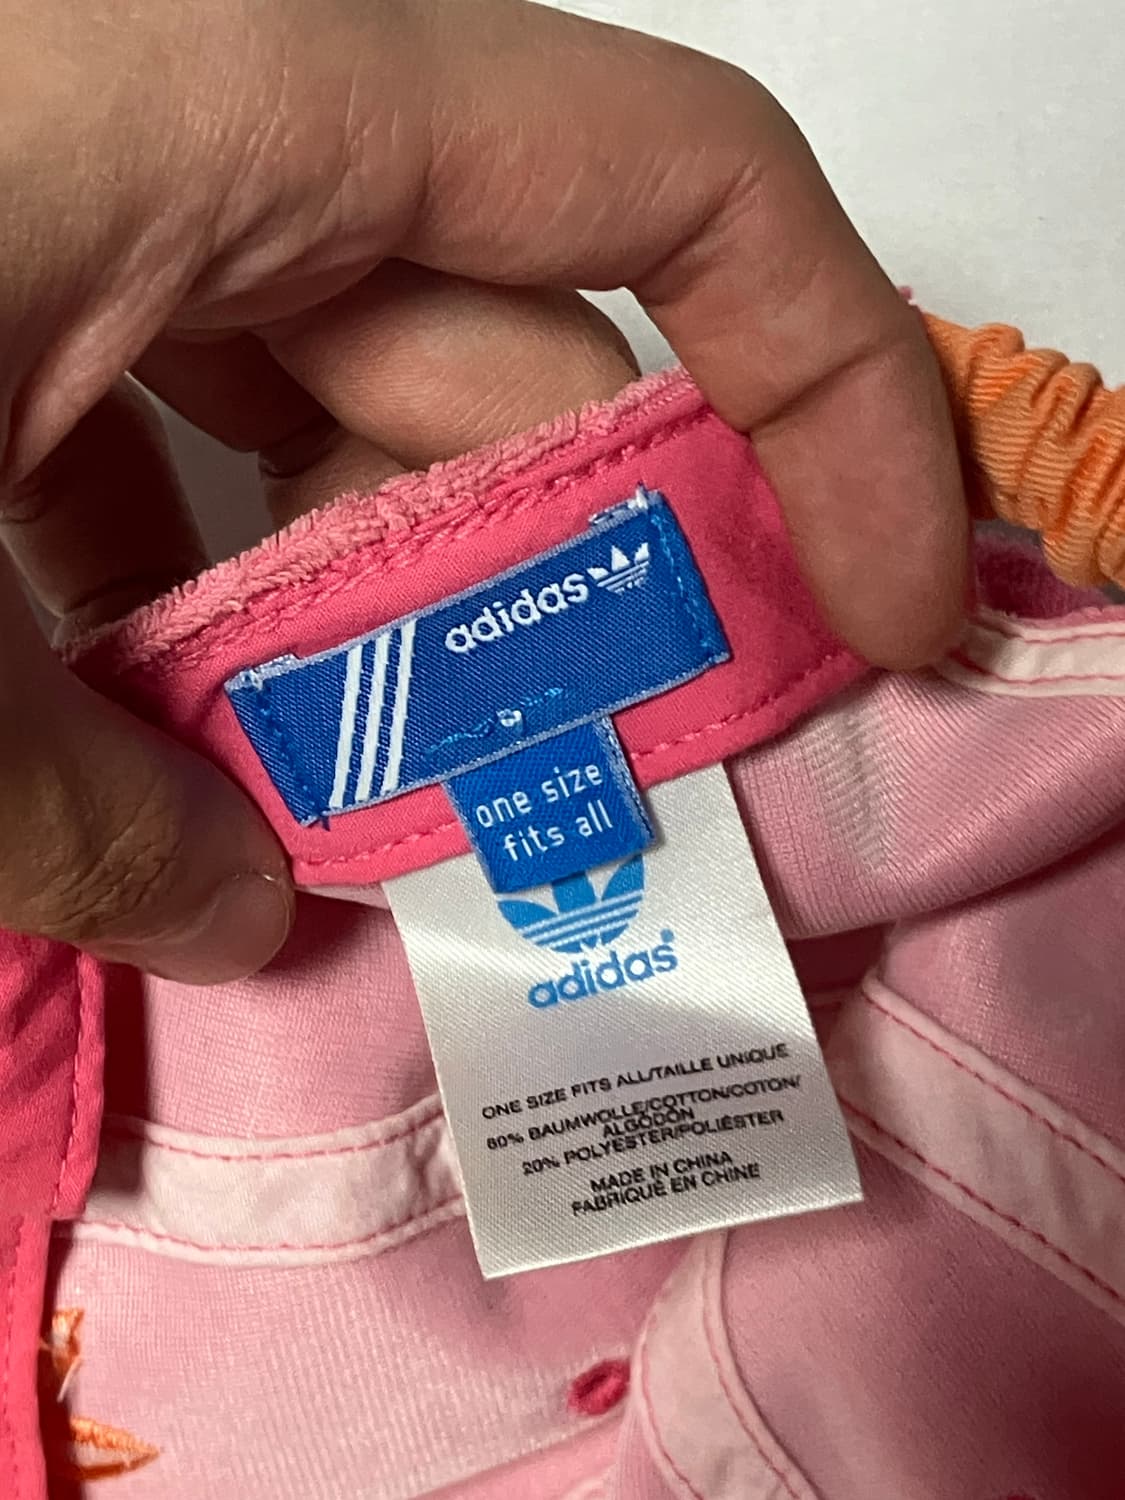 adidas
one size
fits all
adidas®
ONE SIZE FITS ALL/TAILLE UNIQUE
80% BAUMWOLLE/COTTON/COTON/
ALGODÓN
20% POLYESTER/POLIÉSTER
MADE IN CHINA
FABRIQUÉ EN CHINE